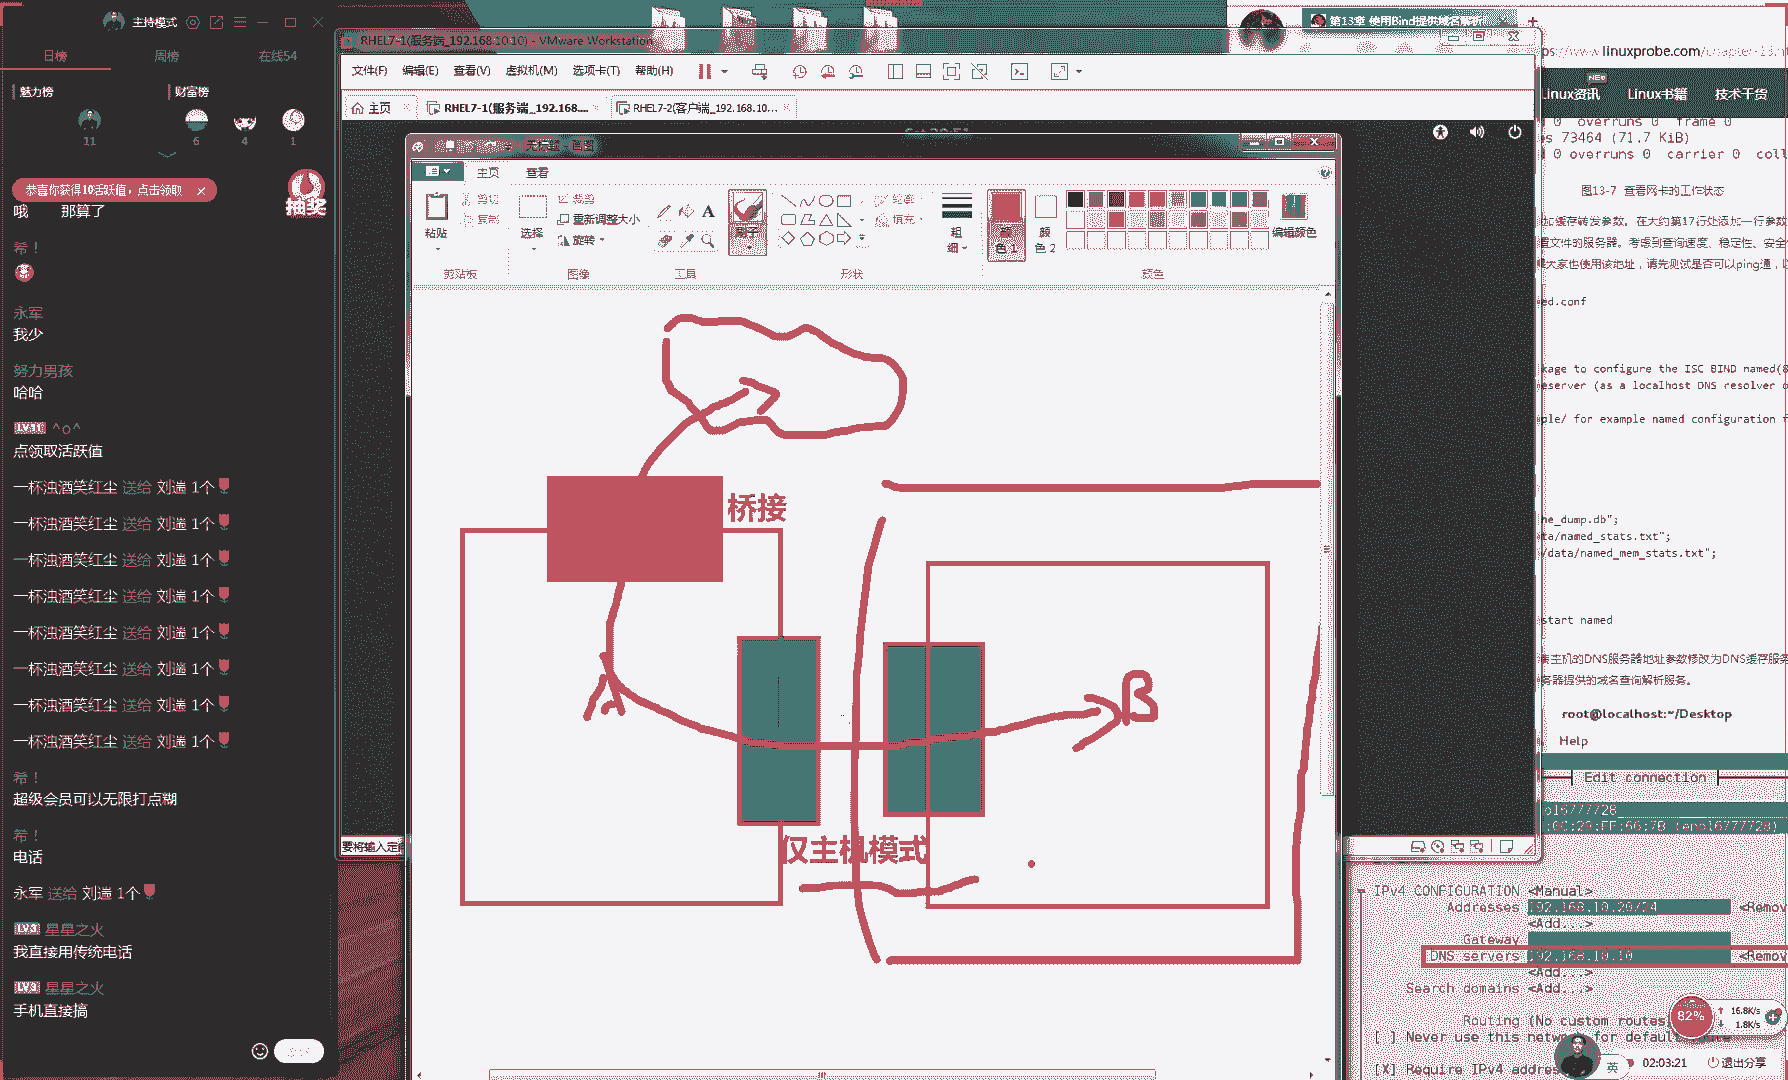 主持模式
日榜 周榜 在线54
魅力榜 财富榜
11 6 4 1
恭喜你获得10活跃值，点击领取
抽奖
哦 那算了
希！
永军
我少
努力男孩
哈哈
^o^
点领取活跃值
一杯浊酒笑红尘 送给 刘遄 1个
一杯浊酒笑红尘 送给 刘遄 1个
一杯浊酒笑红尘 送给 刘遄 1个
一杯浊酒笑红尘 送给 刘遄 1个
一杯浊酒笑红尘 送给 刘遄 1个
一杯浊酒笑红尘 送给 刘遄 1个
一杯浊酒笑红尘 送给 刘遄 1个
一杯浊酒笑红尘 送给 刘遄 1个
希！
超级会员可以无限打点糊
希！
电话
永军 送给 刘遄 1个
星星之火
我直接用传统电话
星星之火
手机直接搞
RHEL7-1(服务端_192.168.10.10) - VMware Workstation
文件(F) 编辑(E) 查看(V) 虚拟机(M) 选项卡(T) 帮助(H)
主页 RHEL7-1(服务端_192.168.... RHEL7-2(客户端_192.168.10...
主页 查看
粘贴 剪切 复制
选择 裁剪 重新调整大小 旋转
刷子
轮廓 填充
粗细
颜色1 颜色2 编辑颜色
剪贴板 图像 工具 形状 颜色
桥接
A
B
仅主机模式
要将输入定向
第13章 使用Bind提供域名解析
linuxprobe.com/chapter-13.h
Linux资讯 Linux书籍 技术干货
0 overruns 0 frame 0
s 73464 (71.7 KiB)
0 overruns 0 carrier 0 coll
图13-7 查看网卡的工作状态
加缓存转发参数。在大约第17行处添加一行参数
置文件的服务器。考虑到查询速度、稳定性、安全
大家也使用该地址，请先测试是否可以ping通，以
ed.conf
kage to configure the ISC BIND named(8
eserver (as a localhost DNS resolver o
ple/ for example named configuration f
he_dump.db";
ta/named_stats.txt";
/data/named_mem_stats.txt";
start named
主机的DNS服务器地址参数修改为DNS缓存服务
务器提供的域名查询解析服务。
root@localhost:~/Desktop
Help
Edit connection
IPv4 CONFIGURATION <Manual>
Addresses 192.168.10.20/24 <Remov
<Add...>
Gateway
DNS servers 192.168.10.10 <Remov
<Add...>
Search domains <Add...>
Routing (No custom routes)
[ ] Never use this network for default
[X] Require IPv4 addre
82% 16.8K/s
1.8K/s
英 02:03:21 退出分享